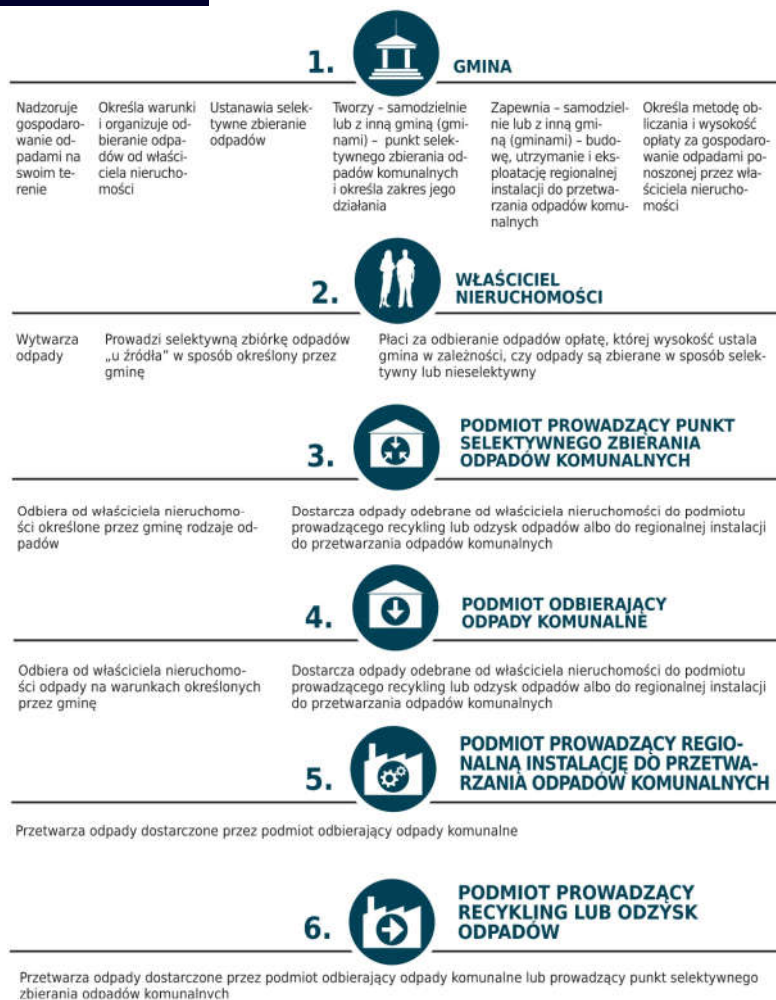 1. GMINA
Nadzoruje
gospodaro-
wanie od-
padami na
swoim te-
renie
Określa warunki
i organizuje od-
bieranie odpa-
dów od właści-
ciela nierucho-
mości
Ustanawia selek-
tywne zbieranie
odpadów
Tworzy – samodzielnie
lub z inną gminą (gmi-
nami) – punkt selek-
tywnego zbierania od-
padów komunalnych
i określa zakres jego
działania
Zapewnia – samodziel-
nie lub z inną gmi-
ną (gminami) – budo-
wę, utrzymanie i eks-
ploatację regionalnej
instalacji do przetwa-
rzania odpadów komu-
nalnych
Określa metodę ob-
liczania i wysokość
opłaty za gospodaro-
wanie odpadami po-
noszonej przez wła-
ściciela nierucho-
mości
2. WŁAŚCICIEL
NIERUCHOMOŚCI
Wytwarza
odpady
Prowadzi selektywną zbiórkę odpadów
„u źródła” w sposób określony przez
gminę
Płaci za odbieranie odpadów opłatę, której wysokość ustala
gmina w zależności, czy odpady są zbierane w sposób selek-
tywny lub nieselektywny
3. PODMIOT PROWADZĄCY PUNKT
SELEKTYWNEGO ZBIERANIA
ODPADÓW KOMUNALNYCH
Odbiera od właściciela nieruchomo-
ści określone przez gminę rodzaje od-
padów
Dostarcza odpady odebrane od właściciela nieruchomości do podmiotu
prowadzącego recykling lub odzysk odpadów albo do regionalnej instalacji
do przetwarzania odpadów komunalnych
4. PODMIOT ODBIERAJĄCY
ODPADY KOMUNALNE
Odbiera od właściciela nieruchomo-
ści odpady na warunkach określonych
przez gminę
Dostarcza odpady odebrane od właściciela nieruchomości do podmiotu
prowadzącego recykling lub odzysk odpadów albo do regionalnej instalacji
do przetwarzania odpadów komunalnych
5. PODMIOT PROWADZĄCY REGIO-
NALNĄ INSTALACJĘ DO PRZETWA-
RZANIA ODPADÓW KOMUNALNYCH
Przetwarza odpady dostarczone przez podmiot odbierający odpady komunalne
6. PODMIOT PROWADZĄCY
RECYKLING LUB ODZYSK
ODPADÓW
Przetwarza odpady dostarczone przez podmiot odbierający odpady komunalne lub prowadzący punkt selektywnego
zbierania odpadów komunalnych